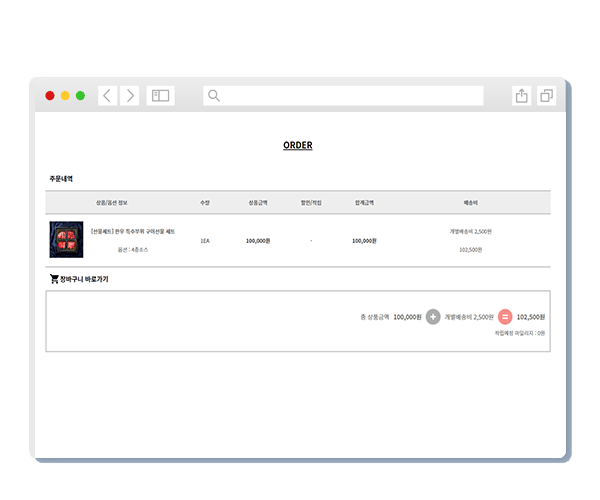 ORDER
주문내역
상품/옵션 정보 수량 상품금액 할인/적립 합계금액 배송비
[선물세트] 한우 특수부위 구이선물 세트
옵션 : 4종소스
1EA 100,000원 - 100,000원
개별배송비 2,500원
102,500원
장바구니 바로가기
총 상품금액 100,000원 + 개별배송비 2,500원 = 102,500원
적립예정 마일리지 : 0원